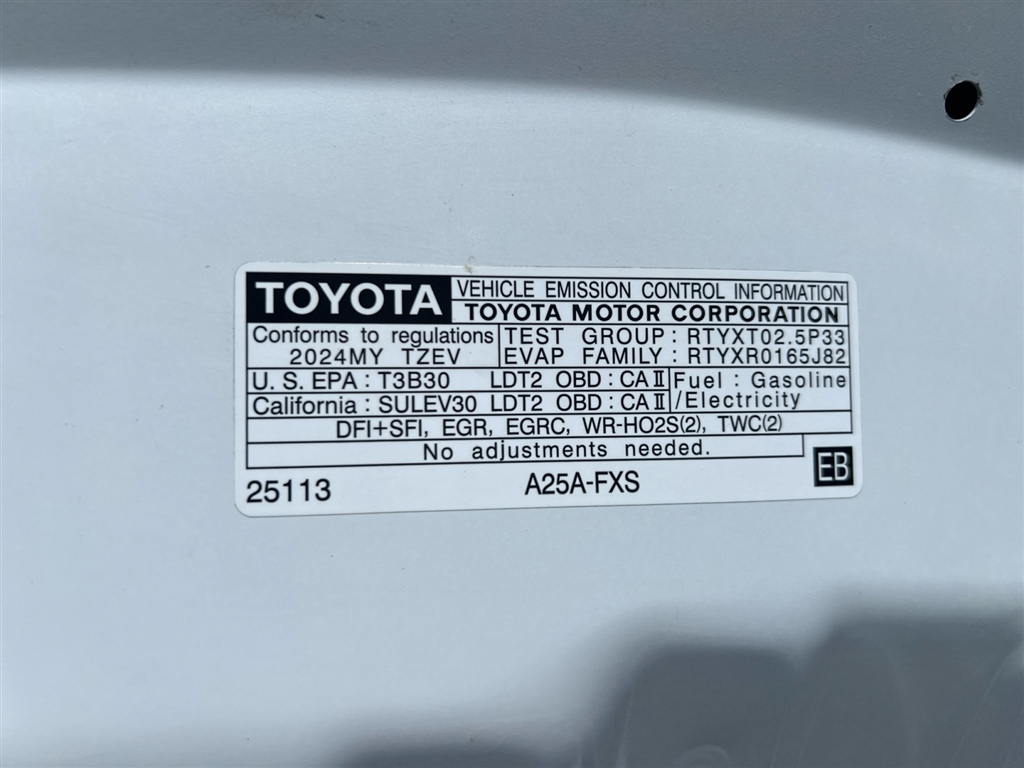 TOYOTA
VEHICLE EMISSION CONTROL INFORMATION
TOYOTA MOTOR CORPORATION
Conforms to regulations
2024MY TZEV
TEST GROUP : RTYXT02.5P33
EVAP FAMILY : RTYXR0165J82
U. S. EPA : T3B30 LDT2 OBD : CA II
California : SULEV30 LDT2 OBD : CA II
Fuel : Gasoline
/Electricity
DFI+SFI, EGR, EGRC, WR-HO2S(2), TWC(2)
No adjustments needed.
25113 A25A-FXS EB